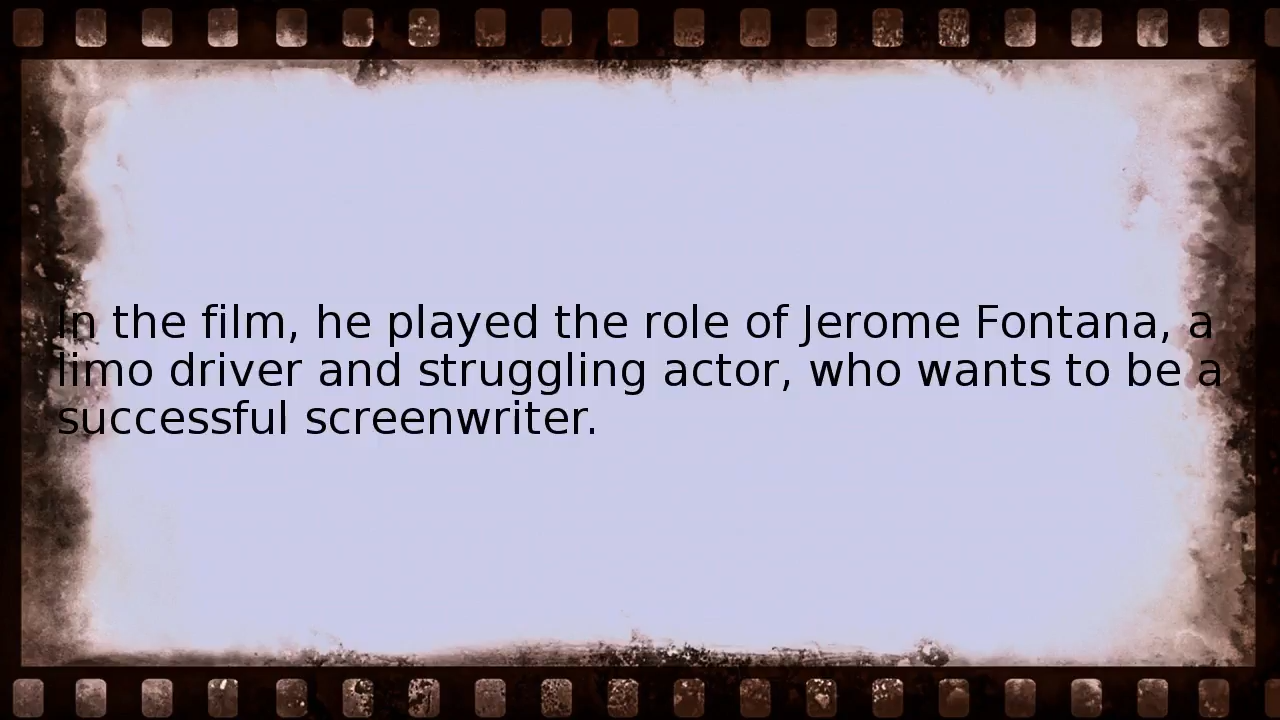 In the film, he played the role of Jerome Fontana, a
limo driver and struggling actor, who wants to be a
successful screenwriter.